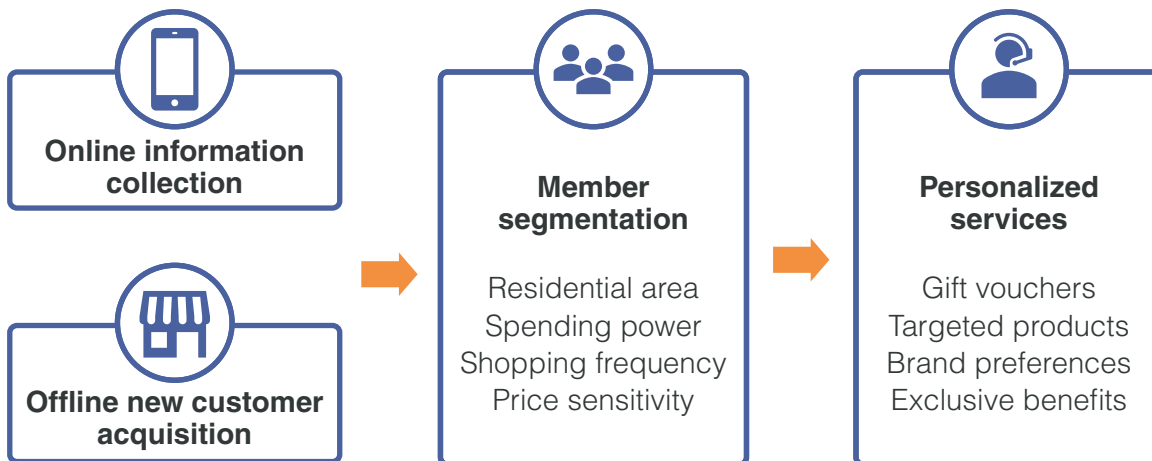 Online information
collection
Offline new customer
acquisition
Member
segmentation
Residential area
Spending power
Shopping frequency
Price sensitivity
Personalized
services
Gift vouchers
Targeted products
Brand preferences
Exclusive benefits